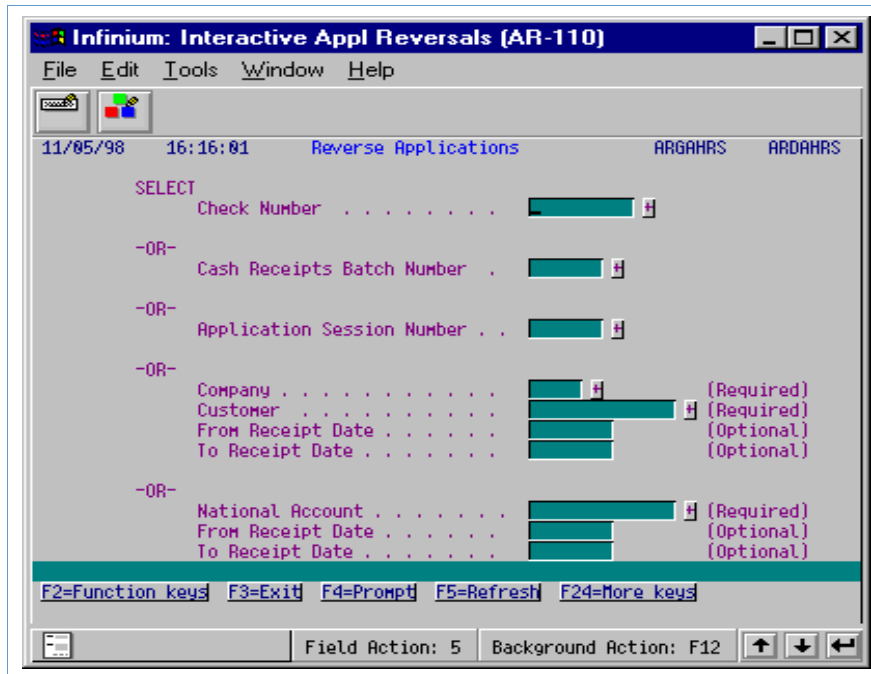 Infinium: Interactive Appl Reversals (AR-110)
File Edit Tools Window Help
11/05/98 16:16:01 Reverse Applications ARGAHRS ARDAHRS
SELECT
Check Number . . . . . . . . +
-OR-
Cash Receipts Batch Number . +
-OR-
Application Session Number . . +
-OR-
Company . . . . . . . . . . . + (Required)
Customer . . . . . . . . . . + (Required)
From Receipt Date . . . . . . (Optional)
To Receipt Date . . . . . . . (Optional)
-OR-
National Account . . . . . . . + (Required)
From Receipt Date . . . . . . (Optional)
To Receipt Date . . . . . . . (Optional)
F2=Function keys F3=Exit F4=Prompt F5=Refresh F24=More keys
Field Action: 5 Background Action: F12